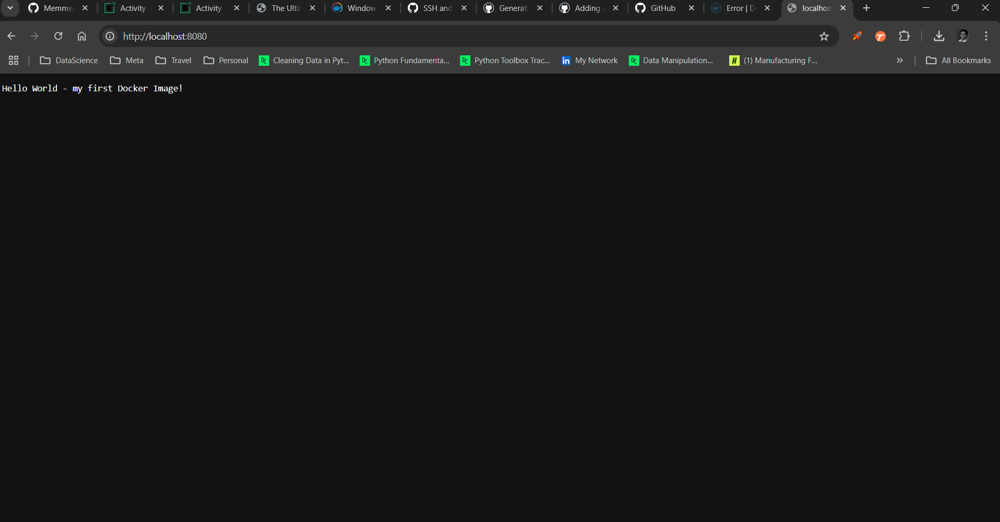 Memme
Activity
Activity
The Ulti
Window
SSH and
Generati
Adding a
GitHub
Error | D
localhos
http://localhost:8080
DataScience
Meta
Travel
Personal
Cleaning Data in Pyt...
Python Fundamenta...
Python Toolbox Trac...
My Network
Data Manipulation...
(1) Manufacturing F...
All Bookmarks
Hello World - my first Docker Image!